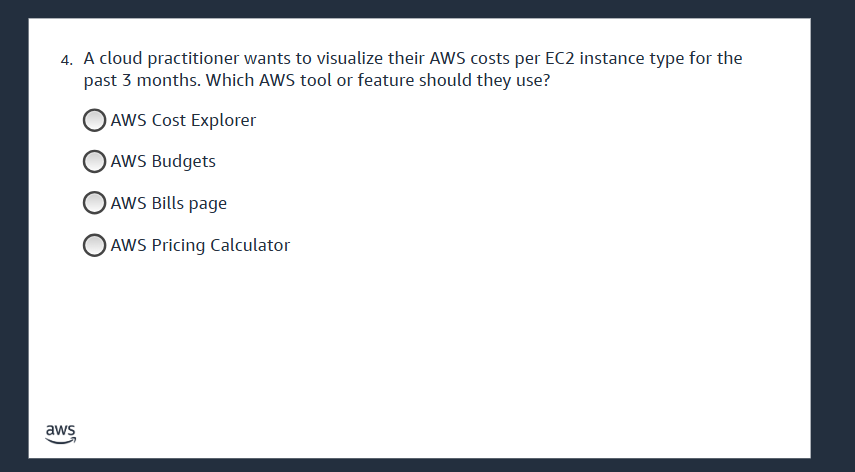 4. A cloud practitioner wants to visualize their AWS costs per EC2 instance type for the
past 3 months. Which AWS tool or feature should they use?
AWS Cost Explorer
AWS Budgets
AWS Bills page
AWS Pricing Calculator
aws